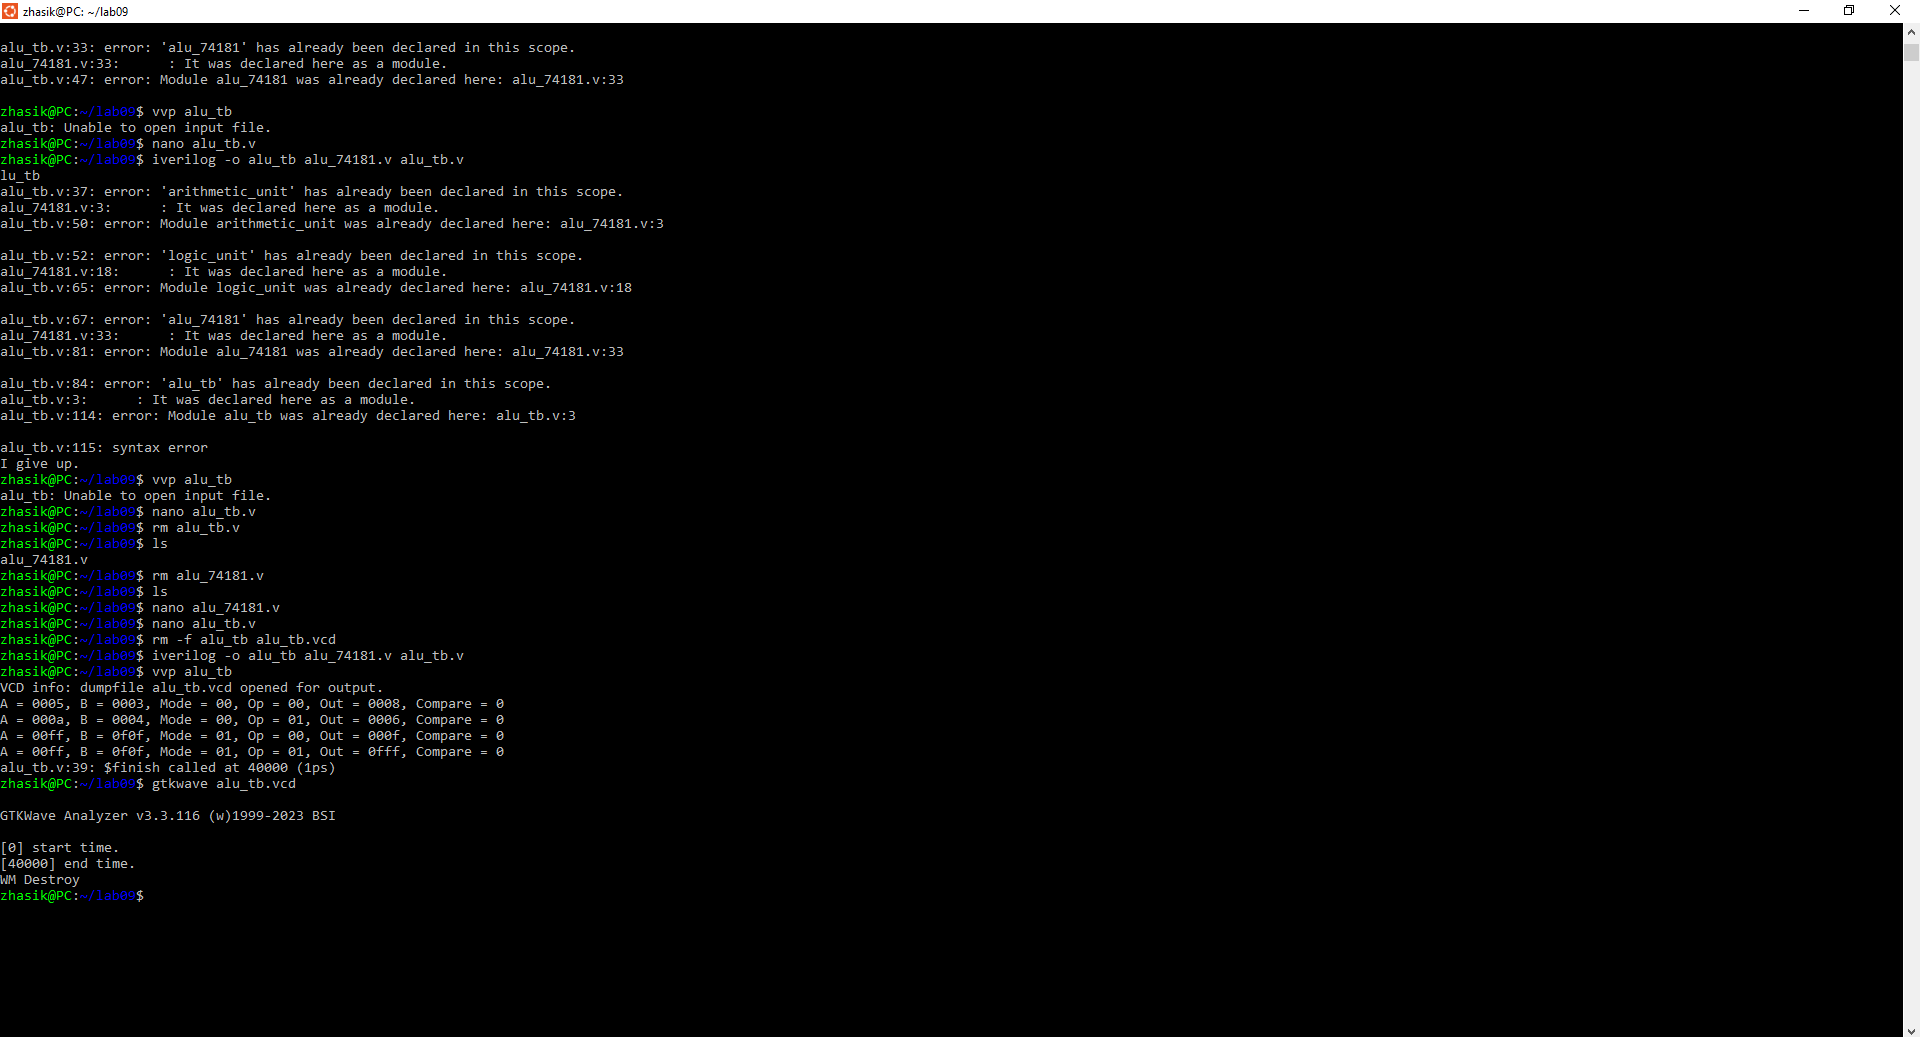 zhasik@PC: ~/lab09
alu_tb.v:33: error: 'alu_74181' has already been declared in this scope.
alu_74181.v:33:      : It was declared here as a module.
alu_tb.v:47: error: Module alu_74181 was already declared here: alu_74181.v:33
zhasik@PC:~/lab09$ vvp alu_tb
alu_tb: Unable to open input file.
zhasik@PC:~/lab09$ nano alu_tb.v
zhasik@PC:~/lab09$ iverilog -o alu_tb alu_74181.v alu_tb.v
lu_tb
alu_tb.v:37: error: 'arithmetic_unit' has already been declared in this scope.
alu_74181.v:3:      : It was declared here as a module.
alu_tb.v:50: error: Module arithmetic_unit was already declared here: alu_74181.v:3
alu_tb.v:52: error: 'logic_unit' has already been declared in this scope.
alu_74181.v:18:      : It was declared here as a module.
alu_tb.v:65: error: Module logic_unit was already declared here: alu_74181.v:18
alu_tb.v:67: error: 'alu_74181' has already been declared in this scope.
alu_74181.v:33:      : It was declared here as a module.
alu_tb.v:81: error: Module alu_74181 was already declared here: alu_74181.v:33
alu_tb.v:84: error: 'alu_tb' has already been declared in this scope.
alu_tb.v:3:      : It was declared here as a module.
alu_tb.v:114: error: Module alu_tb was already declared here: alu_tb.v:3
alu_tb.v:115: syntax error
I give up.
zhasik@PC:~/lab09$ vvp alu_tb
alu_tb: Unable to open input file.
zhasik@PC:~/lab09$ nano alu_tb.v
zhasik@PC:~/lab09$ rm alu_tb.v
zhasik@PC:~/lab09$ ls
alu_74181.v
zhasik@PC:~/lab09$ rm alu_74181.v
zhasik@PC:~/lab09$ ls
zhasik@PC:~/lab09$ nano alu_74181.v
zhasik@PC:~/lab09$ nano alu_tb.v
zhasik@PC:~/lab09$ rm -f alu_tb alu_tb.vcd
zhasik@PC:~/lab09$ iverilog -o alu_tb alu_74181.v alu_tb.v
zhasik@PC:~/lab09$ vvp alu_tb
VCD info: dumpfile alu_tb.vcd opened for output.
A = 0005, B = 0003, Mode = 00, Op = 00, Out = 0008, Compare = 0
A = 000a, B = 0004, Mode = 00, Op = 01, Out = 0006, Compare = 0
A = 00ff, B = 0f0f, Mode = 01, Op = 00, Out = 000f, Compare = 0
A = 00ff, B = 0f0f, Mode = 01, Op = 01, Out = 0fff, Compare = 0
alu_tb.v:39: $finish called at 40000 (1ps)
zhasik@PC:~/lab09$ gtkwave alu_tb.vcd
GTKWave Analyzer v3.3.116 (w)1999-2023 BSI
[0] start time.
[40000] end time.
WM Destroy
zhasik@PC:~/lab09$